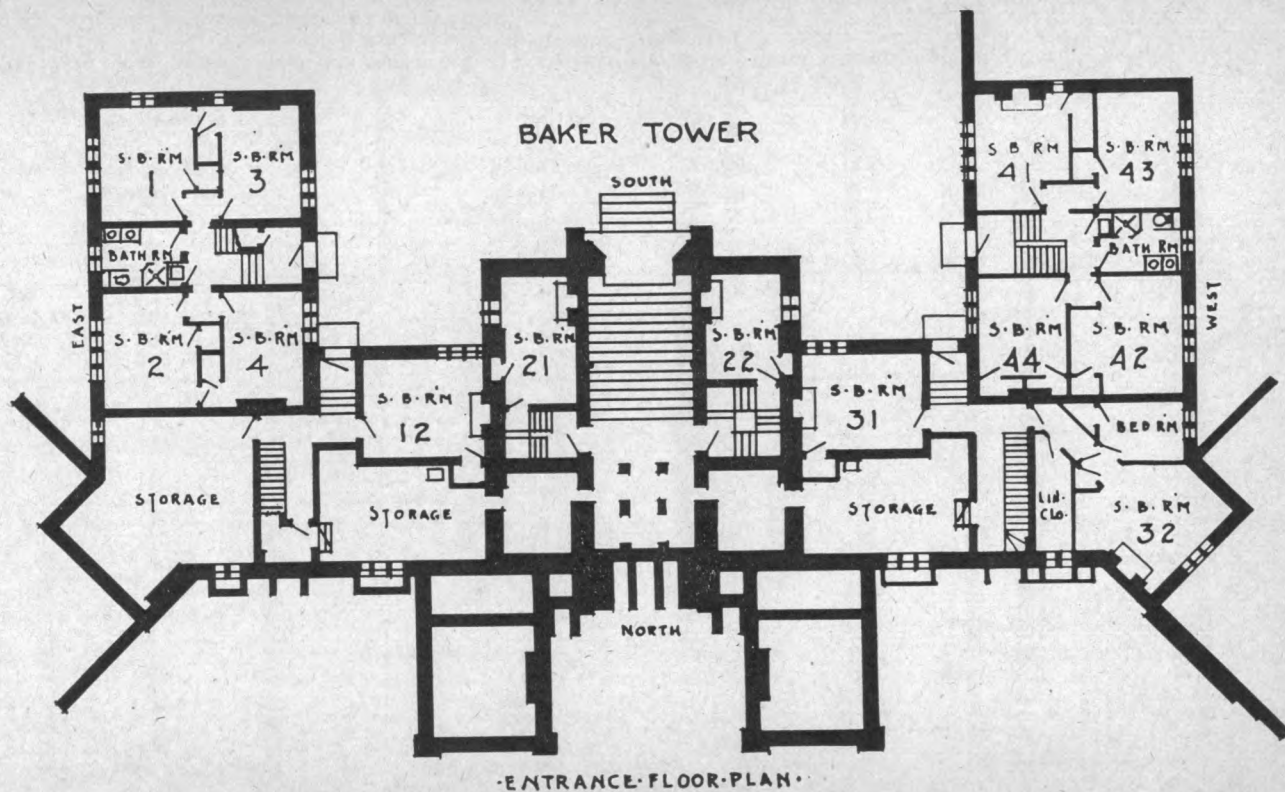 BAKER TOWER
SOUTH
S. B. RM
1
S. B. RM
3
BATH RM
EAST
S. B. RM
2
S. B. RM
4
S. B. RM
12
S. B. RM
21
S. B. RM
22
S. B. RM
31
S B RM
41
S. B. RM
43
BATH RM
WEST
S. B. RM
44
S. B. RM
42
BED RM
STORAGE
STORAGE
STORAGE
LIN.
CLO.
S. B. RM
32
NORTH
·ENTRANCE·FLOOR·PLAN·